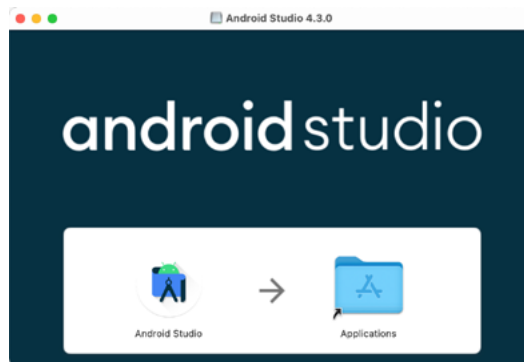 Android Studio 4.3.0
android studio
Android Studio
Applications